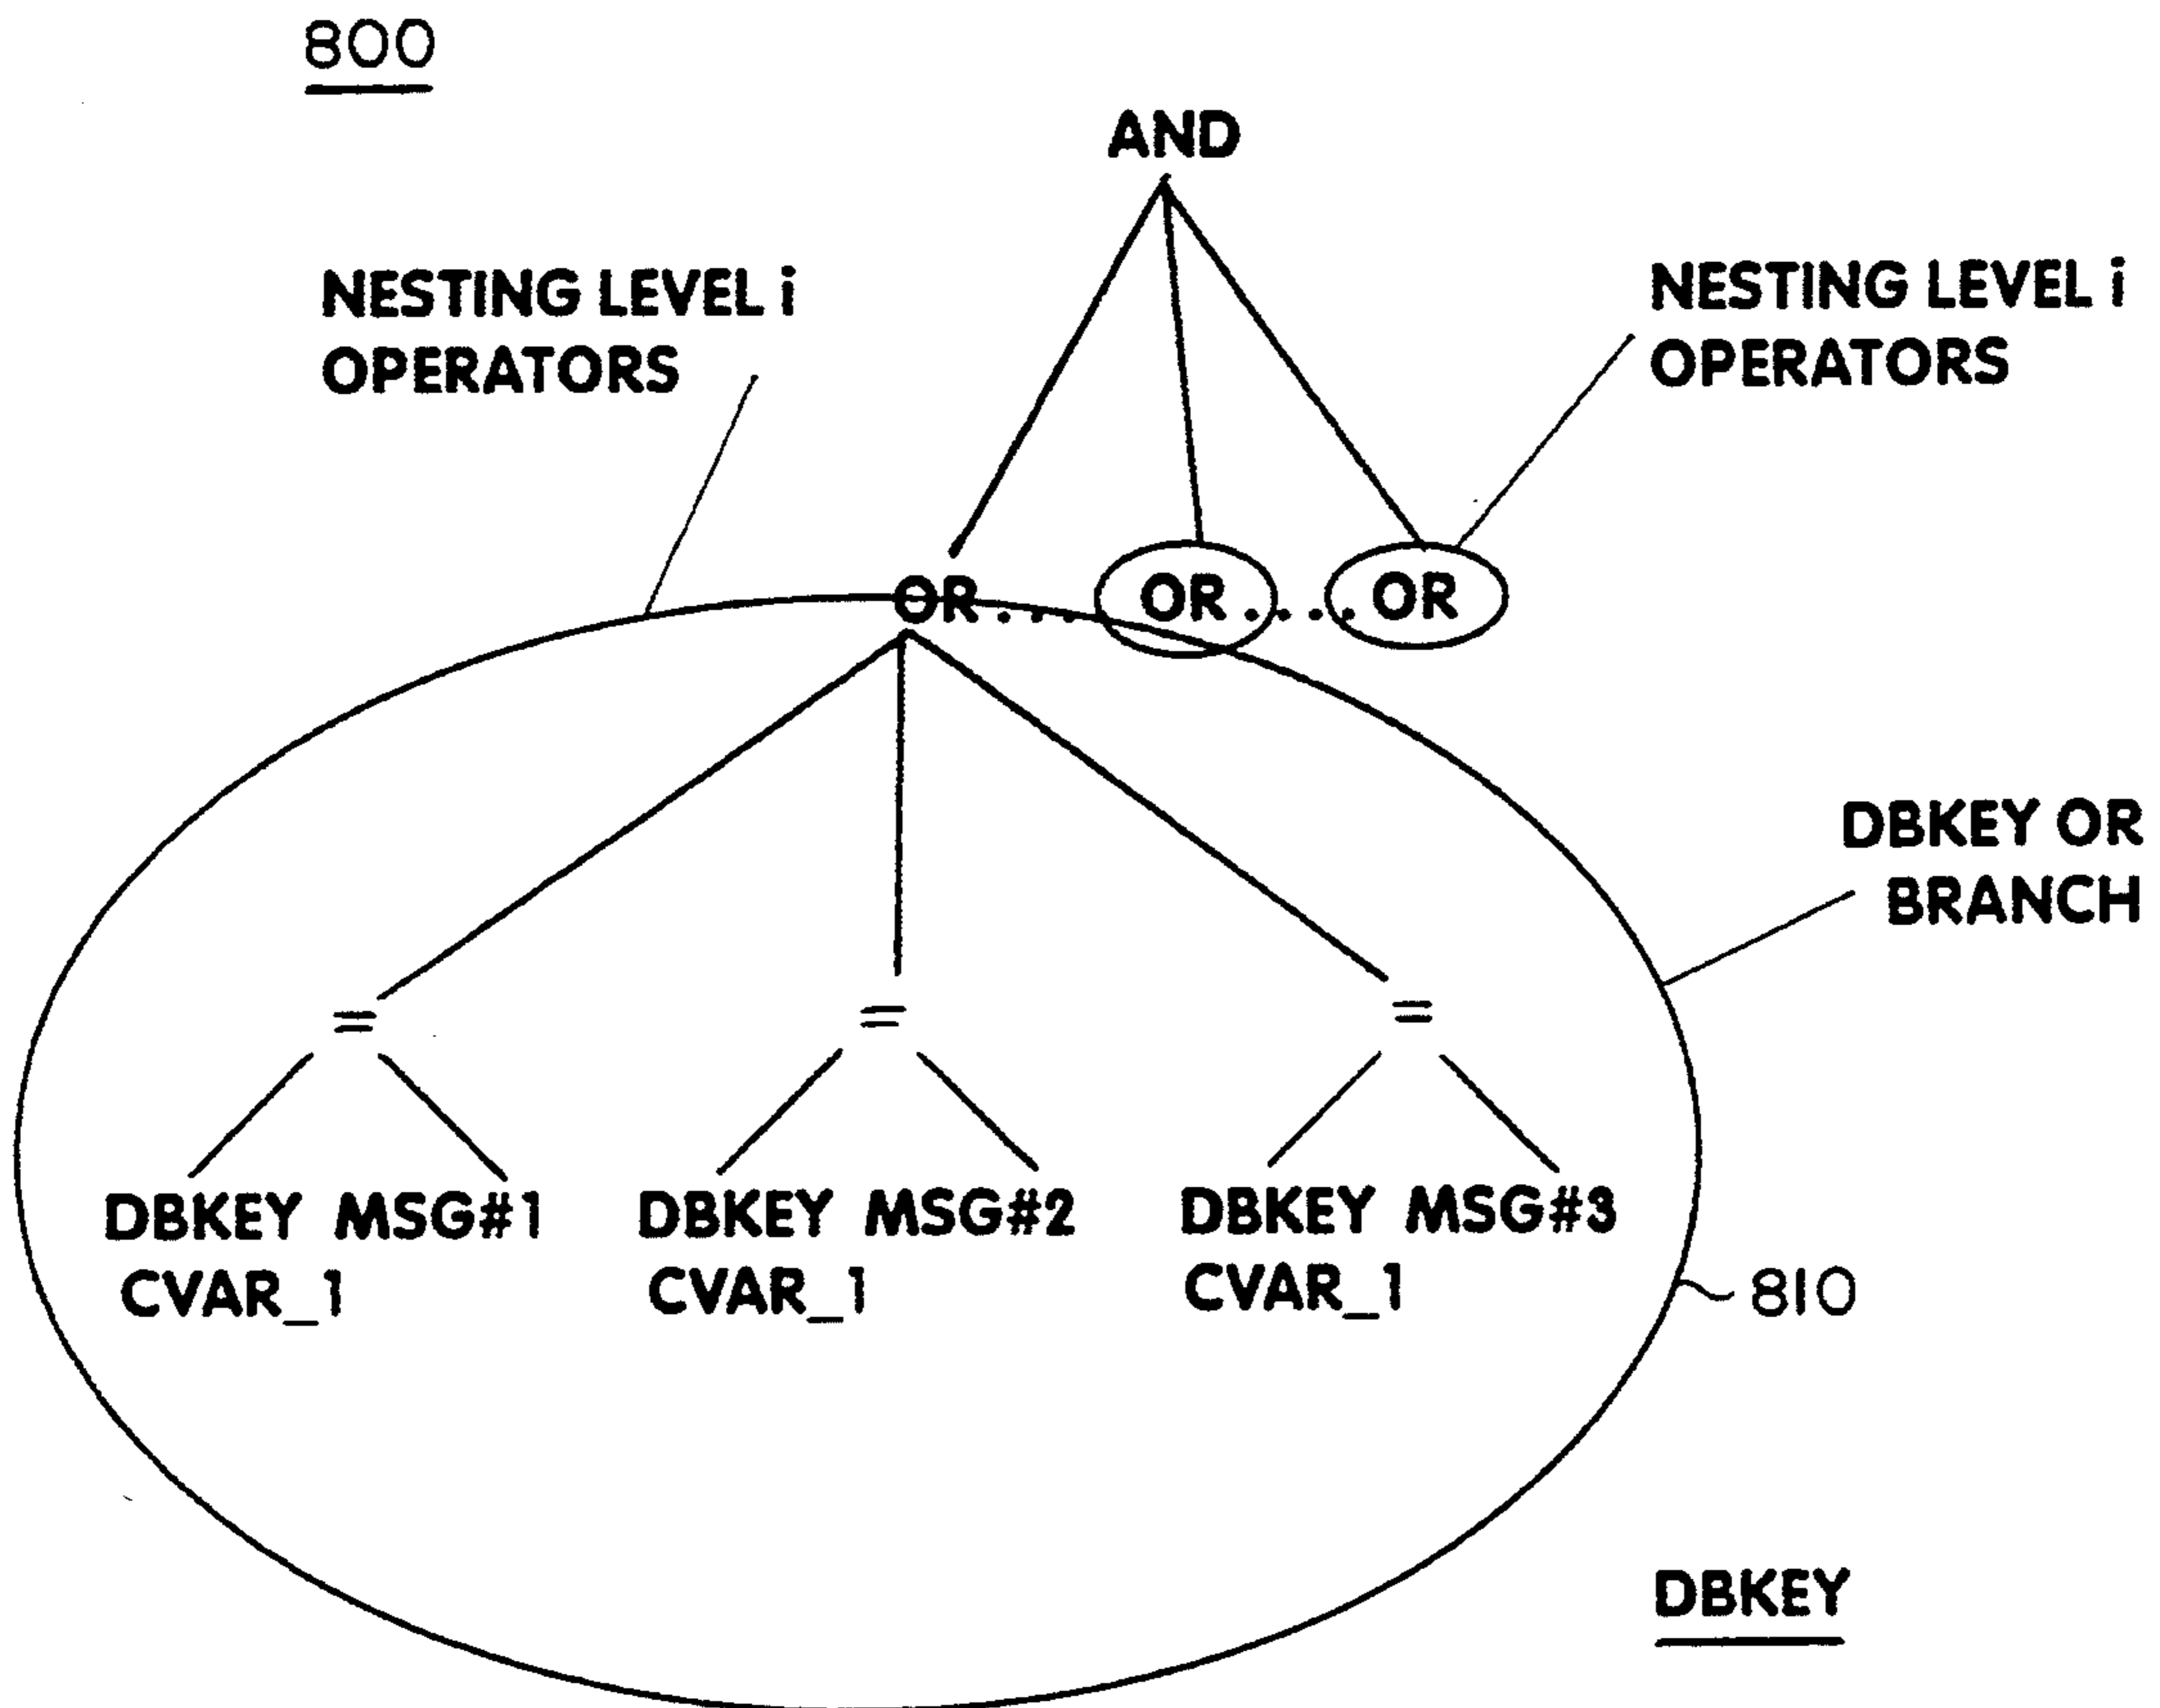 800
AND
NESTING LEVEL i
OPERATORS
NESTING LEVEL i
OPERATORS
OR.... OR....OR
DBKEY OR
BRANCH
= = =
DBKEY MSG#1 DBKEY MSG#2 DBKEY MSG#3
CVAR_1 CVAR_1 CVAR_1
810
DBKEY